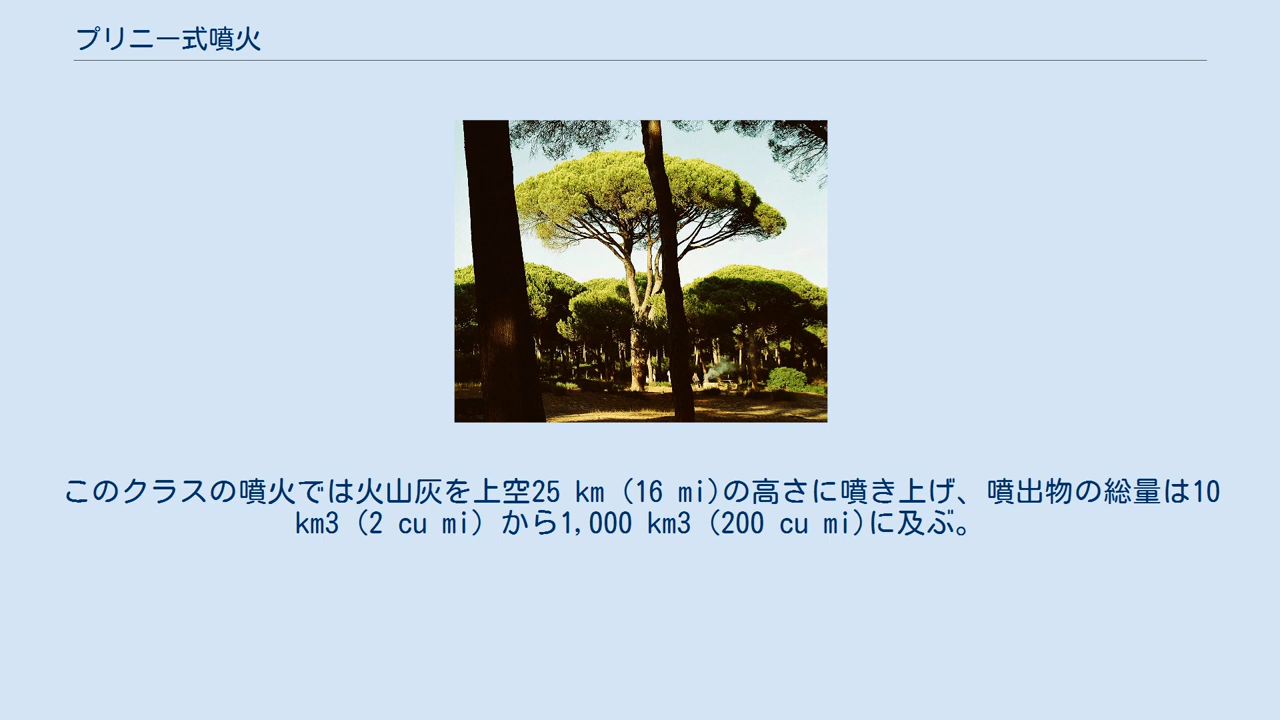 プリニー式噴火
このクラスの噴火では火山灰を上空25 km (16 mi)の高さに噴き上げ、噴出物の総量は10
km3 (2 cu mi) から1,000 km3 (200 cu mi)に及ぶ。